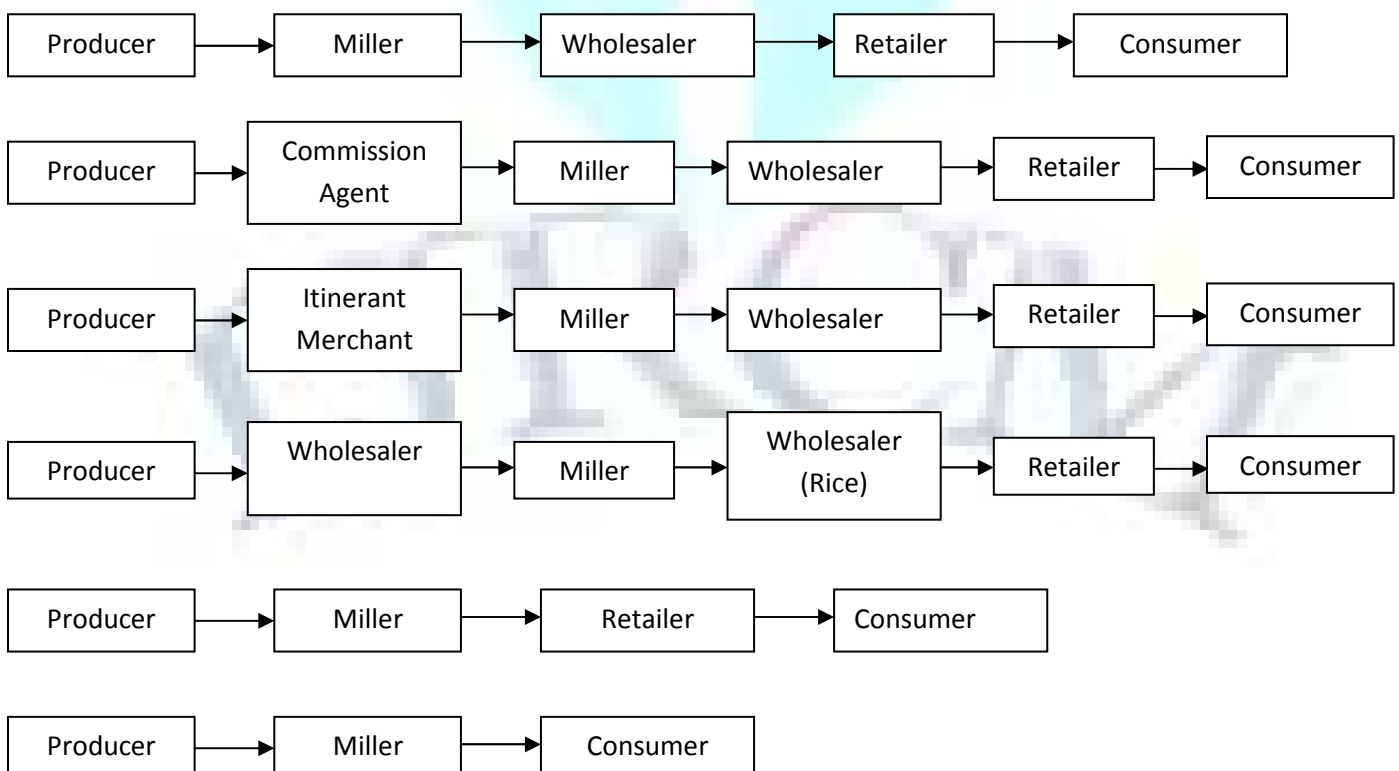 Producer Miller Wholesaler Retailer Consumer
Producer Commission Agent Miller Wholesaler Retailer Consumer
Producer Itinerant Merchant Miller Wholesaler Retailer Consumer
Producer Wholesaler Miller Wholesaler (Rice) Retailer Consumer
Producer Miller Retailer Consumer
Producer Miller Consumer